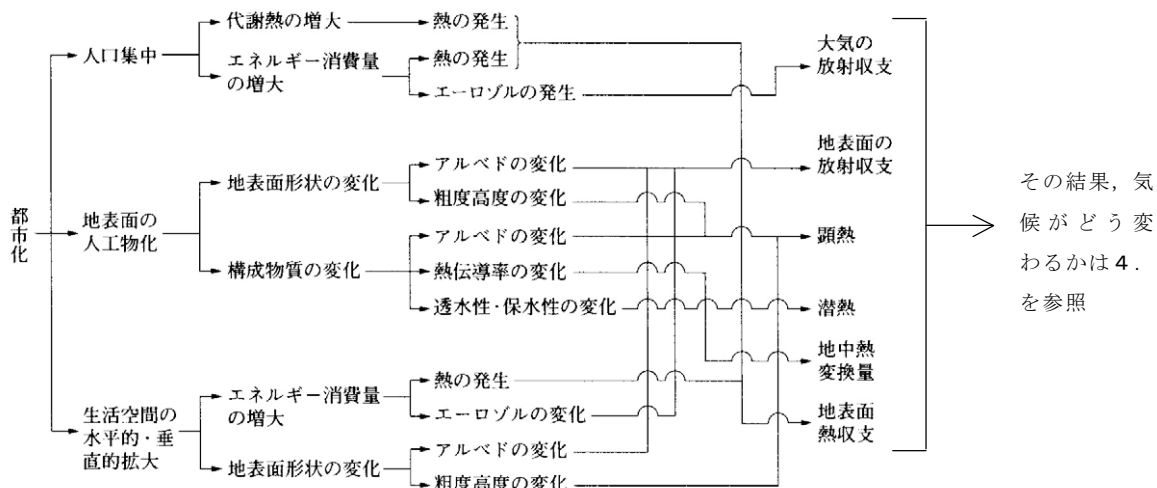 都市化
人口集中
代謝熱の増大
熱の発生
エネルギー消費量
の増大
熱の発生
エーロゾルの発生
地表面の
人工物化
地表面形状の変化
アルベドの変化
粗度高度の変化
構成物質の変化
アルベドの変化
熱伝導率の変化
透水性・保水性の変化
生活空間の
水平的・垂
直的拡大
エネルギー消費量
の増大
熱の発生
エーロゾルの変化
地表面形状の変化
アルベドの変化
粗度高度の変化
大気の
放射収支
地表面の
放射収支
顕熱
潜熱
地中熱
変換量
地表面
熱収支
その結果，気
候がどう変
わるかは4.
を参照